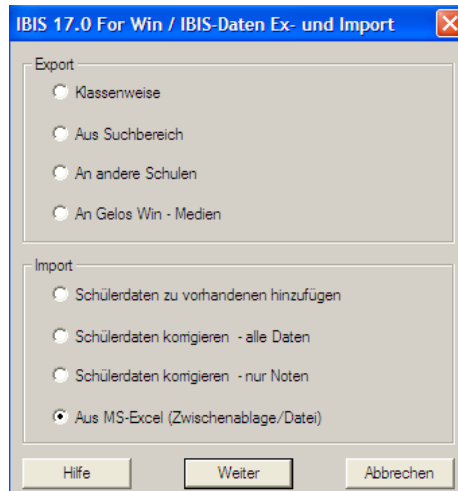 IBIS 17.0 For Win / IBIS-Daten Ex- und Import
Export
Klassenweise
Aus Suchbereich
An andere Schulen
An Gelos Win - Medien
Import
Schülerdaten zu vorhandenen hinzufügen
Schülerdaten korrigieren - alle Daten
Schülerdaten korrigieren - nur Noten
Aus MS-Excel (Zwischenablage/Datei)
Hilfe Weiter Abbrechen